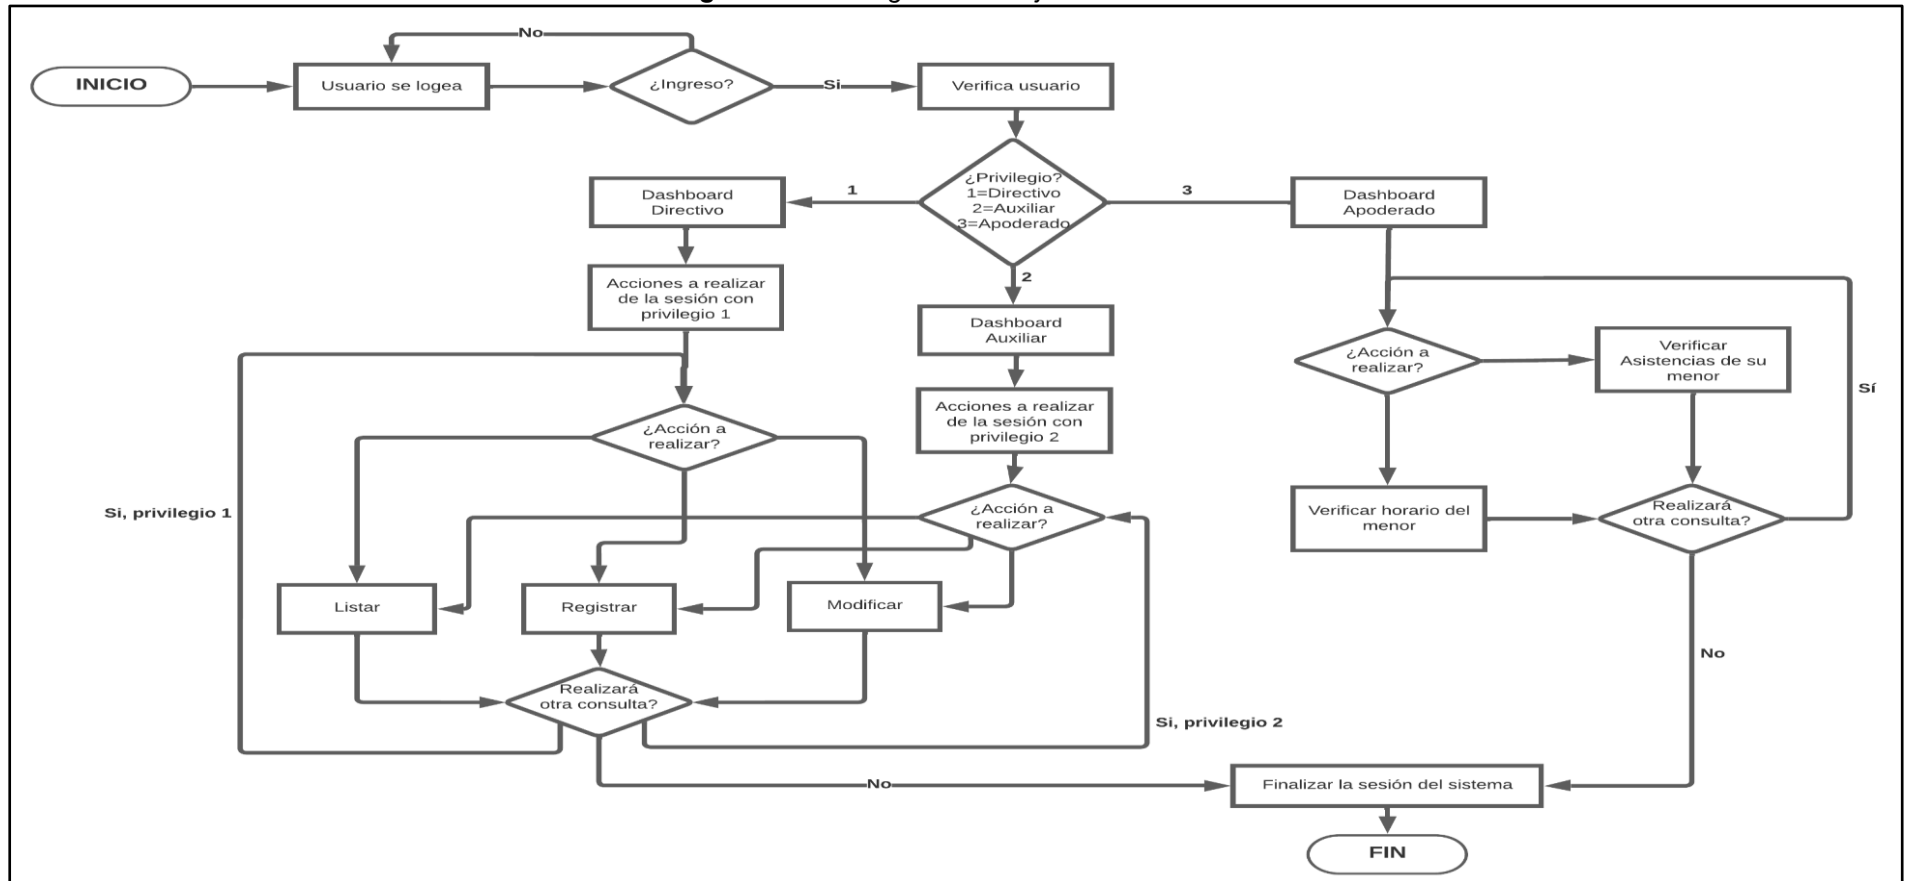 No
INICIO
Usuario se logea
¿Ingreso?
Si
Verifica usuario
¿Privilegio?
1=Directivo
2=Auxiliar
3=Apoderado
1
3
2
Dashboard
Directivo
Dashboard
Apoderado
Acciones a realizar
de la sesión con
privilegio 1
Dashboard
Auxiliar
¿Acción a
realizar?
Verificar
Asistencias de su
menor
Sí
Acciones a realizar
de la sesión con
privilegio 2
¿Acción a
realizar?
Si, privilegio 1
¿Acción a
realizar?
Verificar horario del
menor
Realizará
otra consulta?
Listar
Registrar
Modificar
No
Realizará
otra consulta?
Si, privilegio 2
No
Finalizar la sesión del sistema
FIN